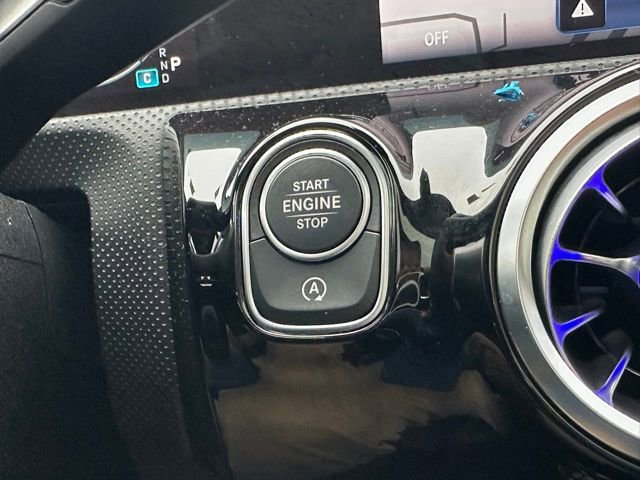 R
N P
C D
OFF
START
ENGINE
STOP
A